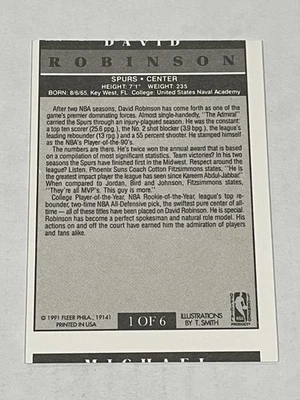 DAVID
ROBINSON
SPURS • CENTER
HEIGHT: 7'1" WEIGHT: 235
BORN: 8/6/65, Key West, FL. College: United States Naval Academy
After two NBA seasons, David Robinson has come forth as one of the
game's premier dominating forces. Almost single-handedly, "The Admiral"
carried the Spurs through an injury-plagued season. He was the constant:
a top ten scorer (25.6 ppg.), the No. 2 shot blocker (3.9 bpg.), the league's
leading rebounder (13 rpg.) and a 55 percent shooter. He stamped himself
as the NBA's Player-of-the-90's.
The numbers are there. He's twice won the annual award that is based
on a compilation of most significant statistics. Team victories? In his two
seasons the Spurs have finished first in the Midwest. Respect around the
league? Listen, Phoenix Suns Coach Cotton Fitzsimmons states, "He is
the greatest impact player the league has seen since Kareem Abdul-Jabbar."
When compared to Jordan, Bird and Johnson, Fitzsimmons states,
"They're all MVP's. This guy is more."
College Player-of-the-Year, NBA Rookie-of-the-Year, league's top re-
bounder, two-time NBA All-Defensive pick, the swiftest pure center of all-
time — all of these titles have been placed on David Robinson. He is special.
Robinson has become a perfect spokesman and natural role model. His
actions on and off the court have earned him the admiration of players
and fans alike.
© 1991 FLEER PHILA., 19141
PRINTED IN USA
1 OF 6
ILLUSTRATIONS
BY T. SMITH
NBA
PRODUCT
MICHAEL